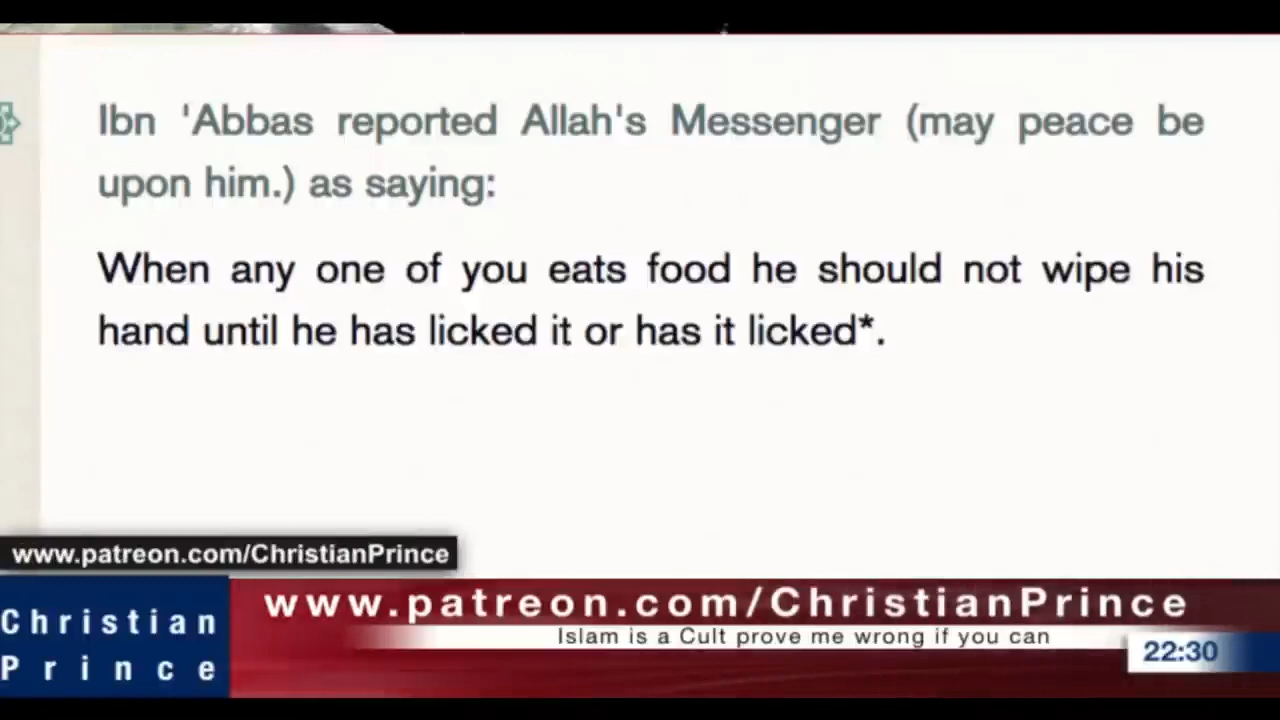 Ibn 'Abbas reported Allah's Messenger (may peace be
upon him.) as saying:
When any one of you eats food he should not wipe his
hand until he has licked it or has it licked*.
www.patreon.com/ChristianPrince
Christian
Prince
www.patreon.com/ChristianPrince
Islam is a Cult prove me wrong if you can
22:30